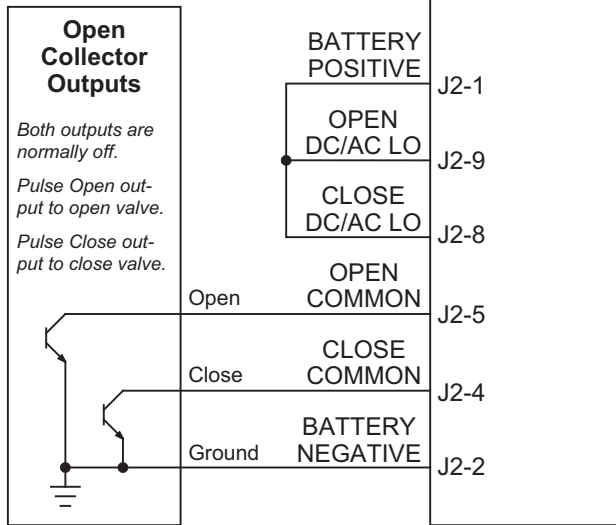 Open
Collector
Outputs
Both outputs are
normally off.
Pulse Open out-
put to open valve.
Pulse Close out-
put to close valve.
BATTERY
POSITIVE
J2-1
OPEN
DC/AC LO
J2-9
CLOSE
DC/AC LO
J2-8
Open
OPEN
COMMON
J2-5
Close
CLOSE
COMMON
J2-4
Ground
BATTERY
NEGATIVE
J2-2